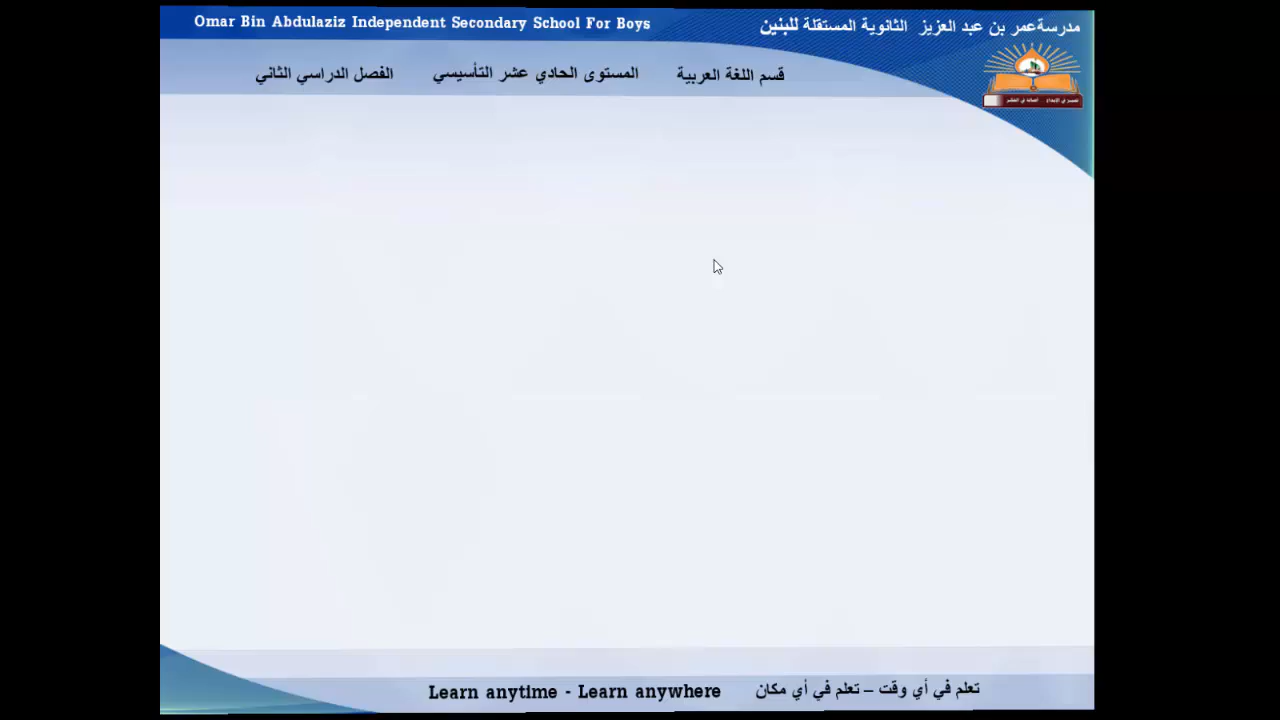 Omar Bin Abdulaziz Independent Secondary School For Boys
مدرسةعمر بن عبد العزيز الثانوية المستقلة للبنين
قسم اللغة العربية المستوى الحادي عشر التأسيسي الفصل الدراسي الثاني
Learn anytime - Learn anywhere
تعلم في أي وقت – تعلم في أي مكان